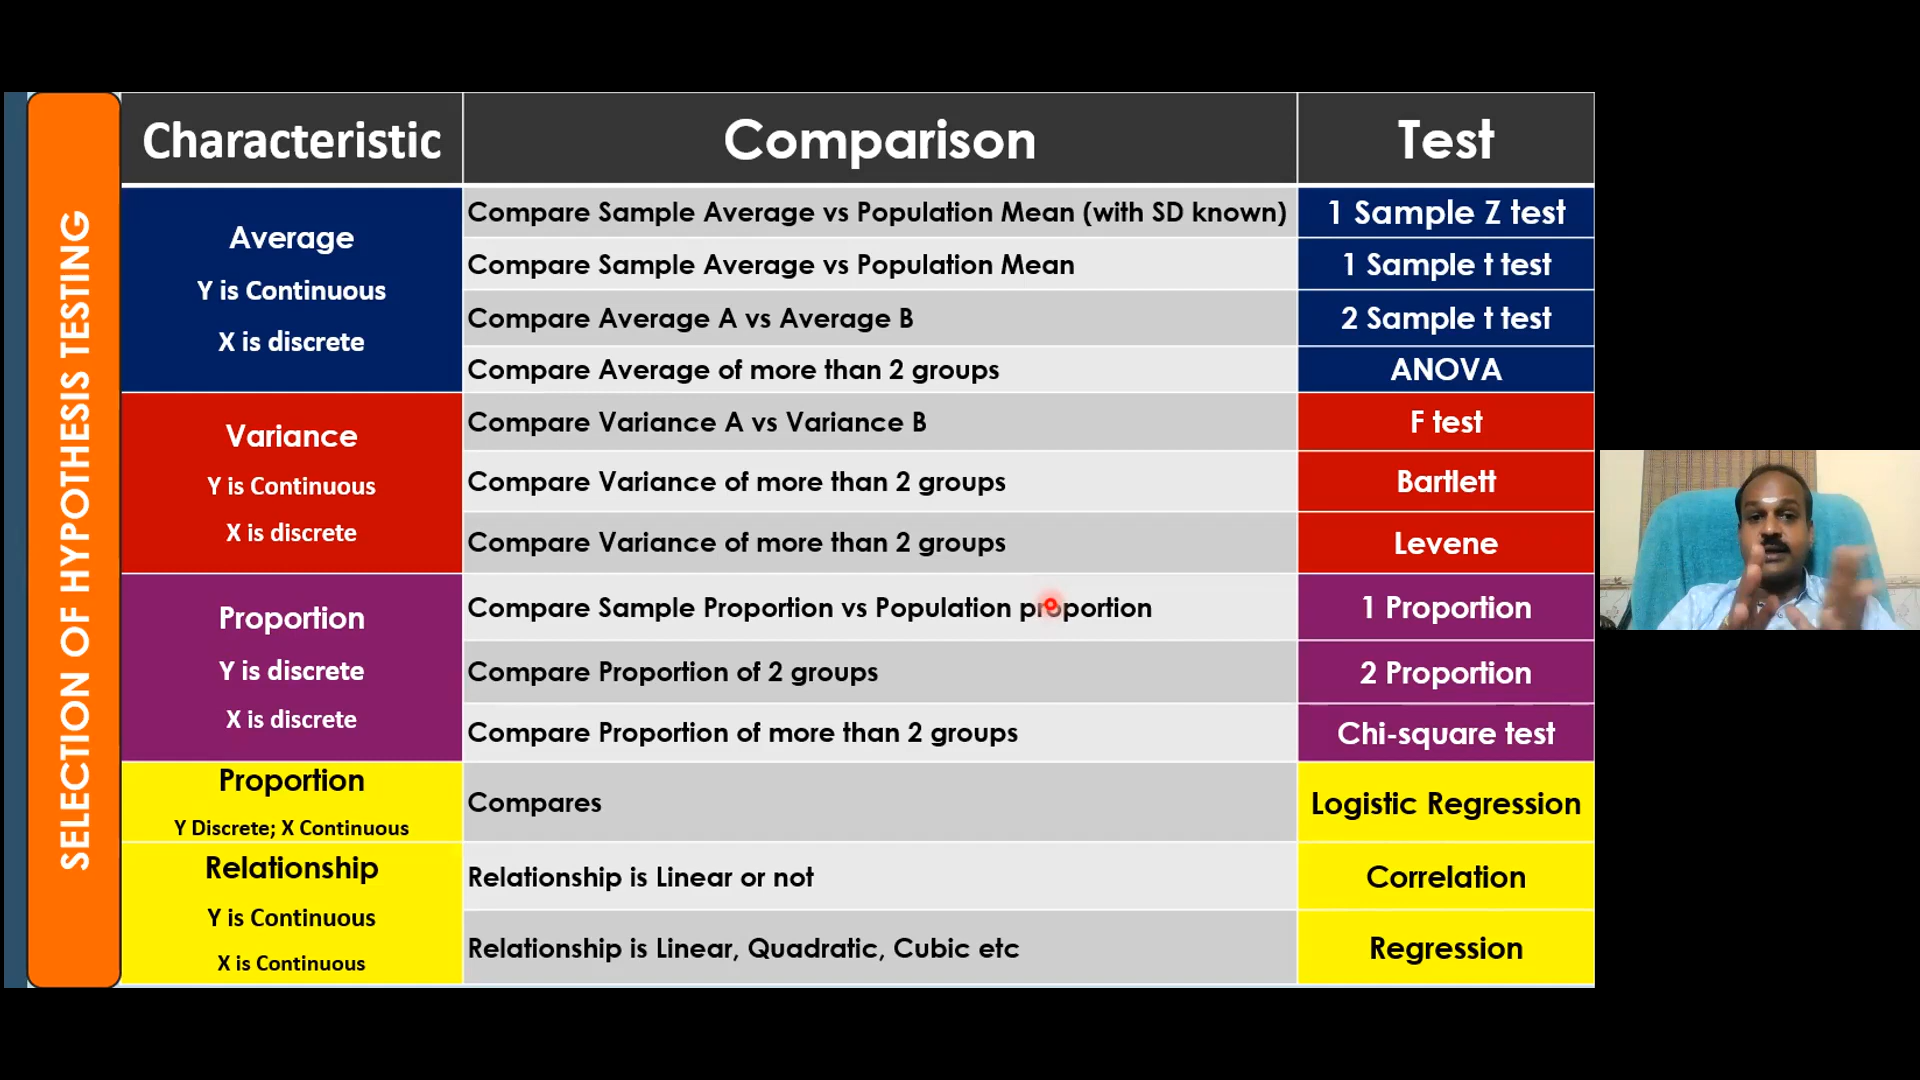 SELECTION OF HYPOTHESIS TESTING
Characteristic
Comparison
Test
Average
Y is Continuous
X is discrete
Compare Sample Average vs Population Mean (with SD known)
1 Sample Z test
Compare Sample Average vs Population Mean
1 Sample t test
Compare Average A vs Average B
2 Sample t test
Compare Average of more than 2 groups
ANOVA
Variance
Y is Continuous
X is discrete
Compare Variance A vs Variance B
F test
Compare Variance of more than 2 groups
Bartlett
Compare Variance of more than 2 groups
Levene
Proportion
Y is discrete
X is discrete
Compare Sample Proportion vs Population proportion
1 Proportion
Compare Proportion of 2 groups
2 Proportion
Compare Proportion of more than 2 groups
Chi-square test
Proportion
Y Discrete; X Continuous
Compares
Logistic Regression
Relationship
Y is Continuous
X is Continuous
Relationship is Linear or not
Correlation
Relationship is Linear, Quadratic, Cubic etc
Regression